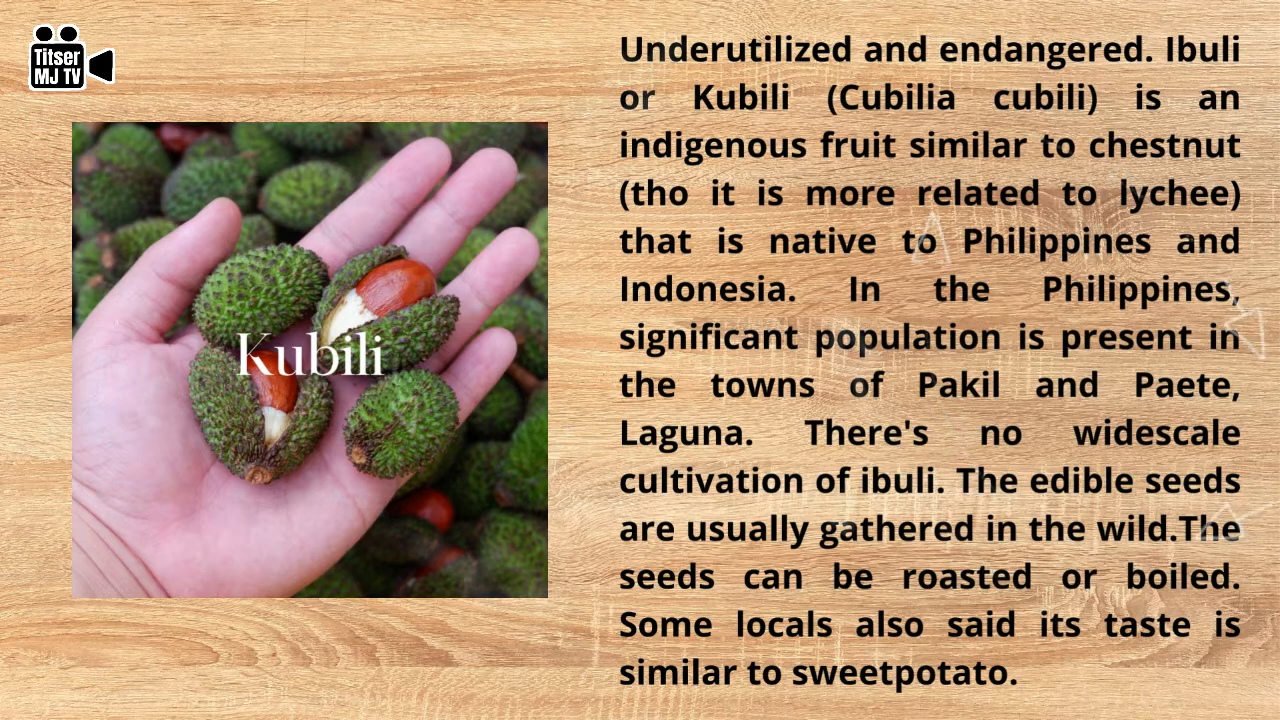 Titser
MJ TV
Kubili
Underutilized and endangered. Ibuli
or Kubili (Cubilia cubili) is an
indigenous fruit similar to chestnut
(tho it is more related to lychee)
that is native to Philippines and
Indonesia. In the Philippines,
significant population is present in
the towns of Pakil and Paete,
Laguna. There's no widescale
cultivation of ibuli. The edible seeds
are usually gathered in the wild.The
seeds can be roasted or boiled.
Some locals also said its taste is
similar to sweetpotato.